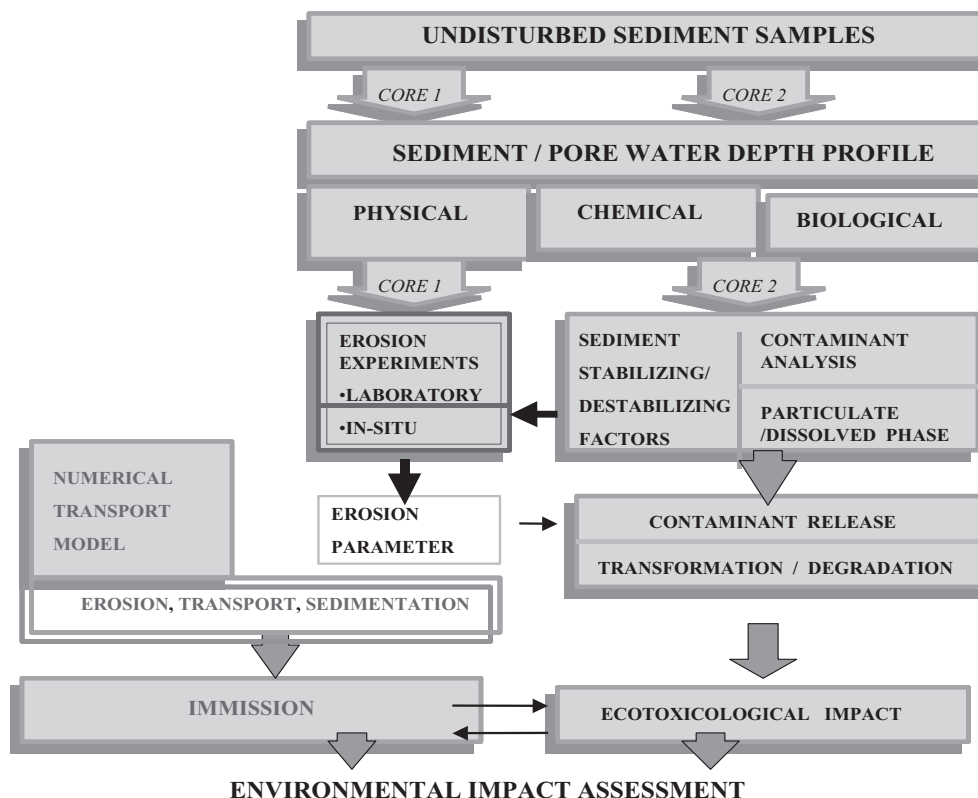 UNDISTURBED SEDIMENT SAMPLES
CORE 1
CORE 2
SEDIMENT / PORE WATER DEPTH PROFILE
PHYSICAL
CHEMICAL
BIOLOGICAL
CORE 1
CORE 2
EROSION
EXPERIMENTS
•LABORATORY
•IN-SITU
SEDIMENT
STABILIZING/
DESTABILIZING
FACTORS
CONTAMINANT
ANALYSIS
PARTICULATE
/DISSOLVED PHASE
NUMERICAL
TRANSPORT
MODEL
EROSION
PARAMETER
CONTAMINANT RELEASE
TRANSFORMATION / DEGRADATION
EROSION, TRANSPORT, SEDIMENTATION
IMMISSION
ECOTOXICOLOGICAL IMPACT
ENVIRONMENTAL IMPACT ASSESSMENT